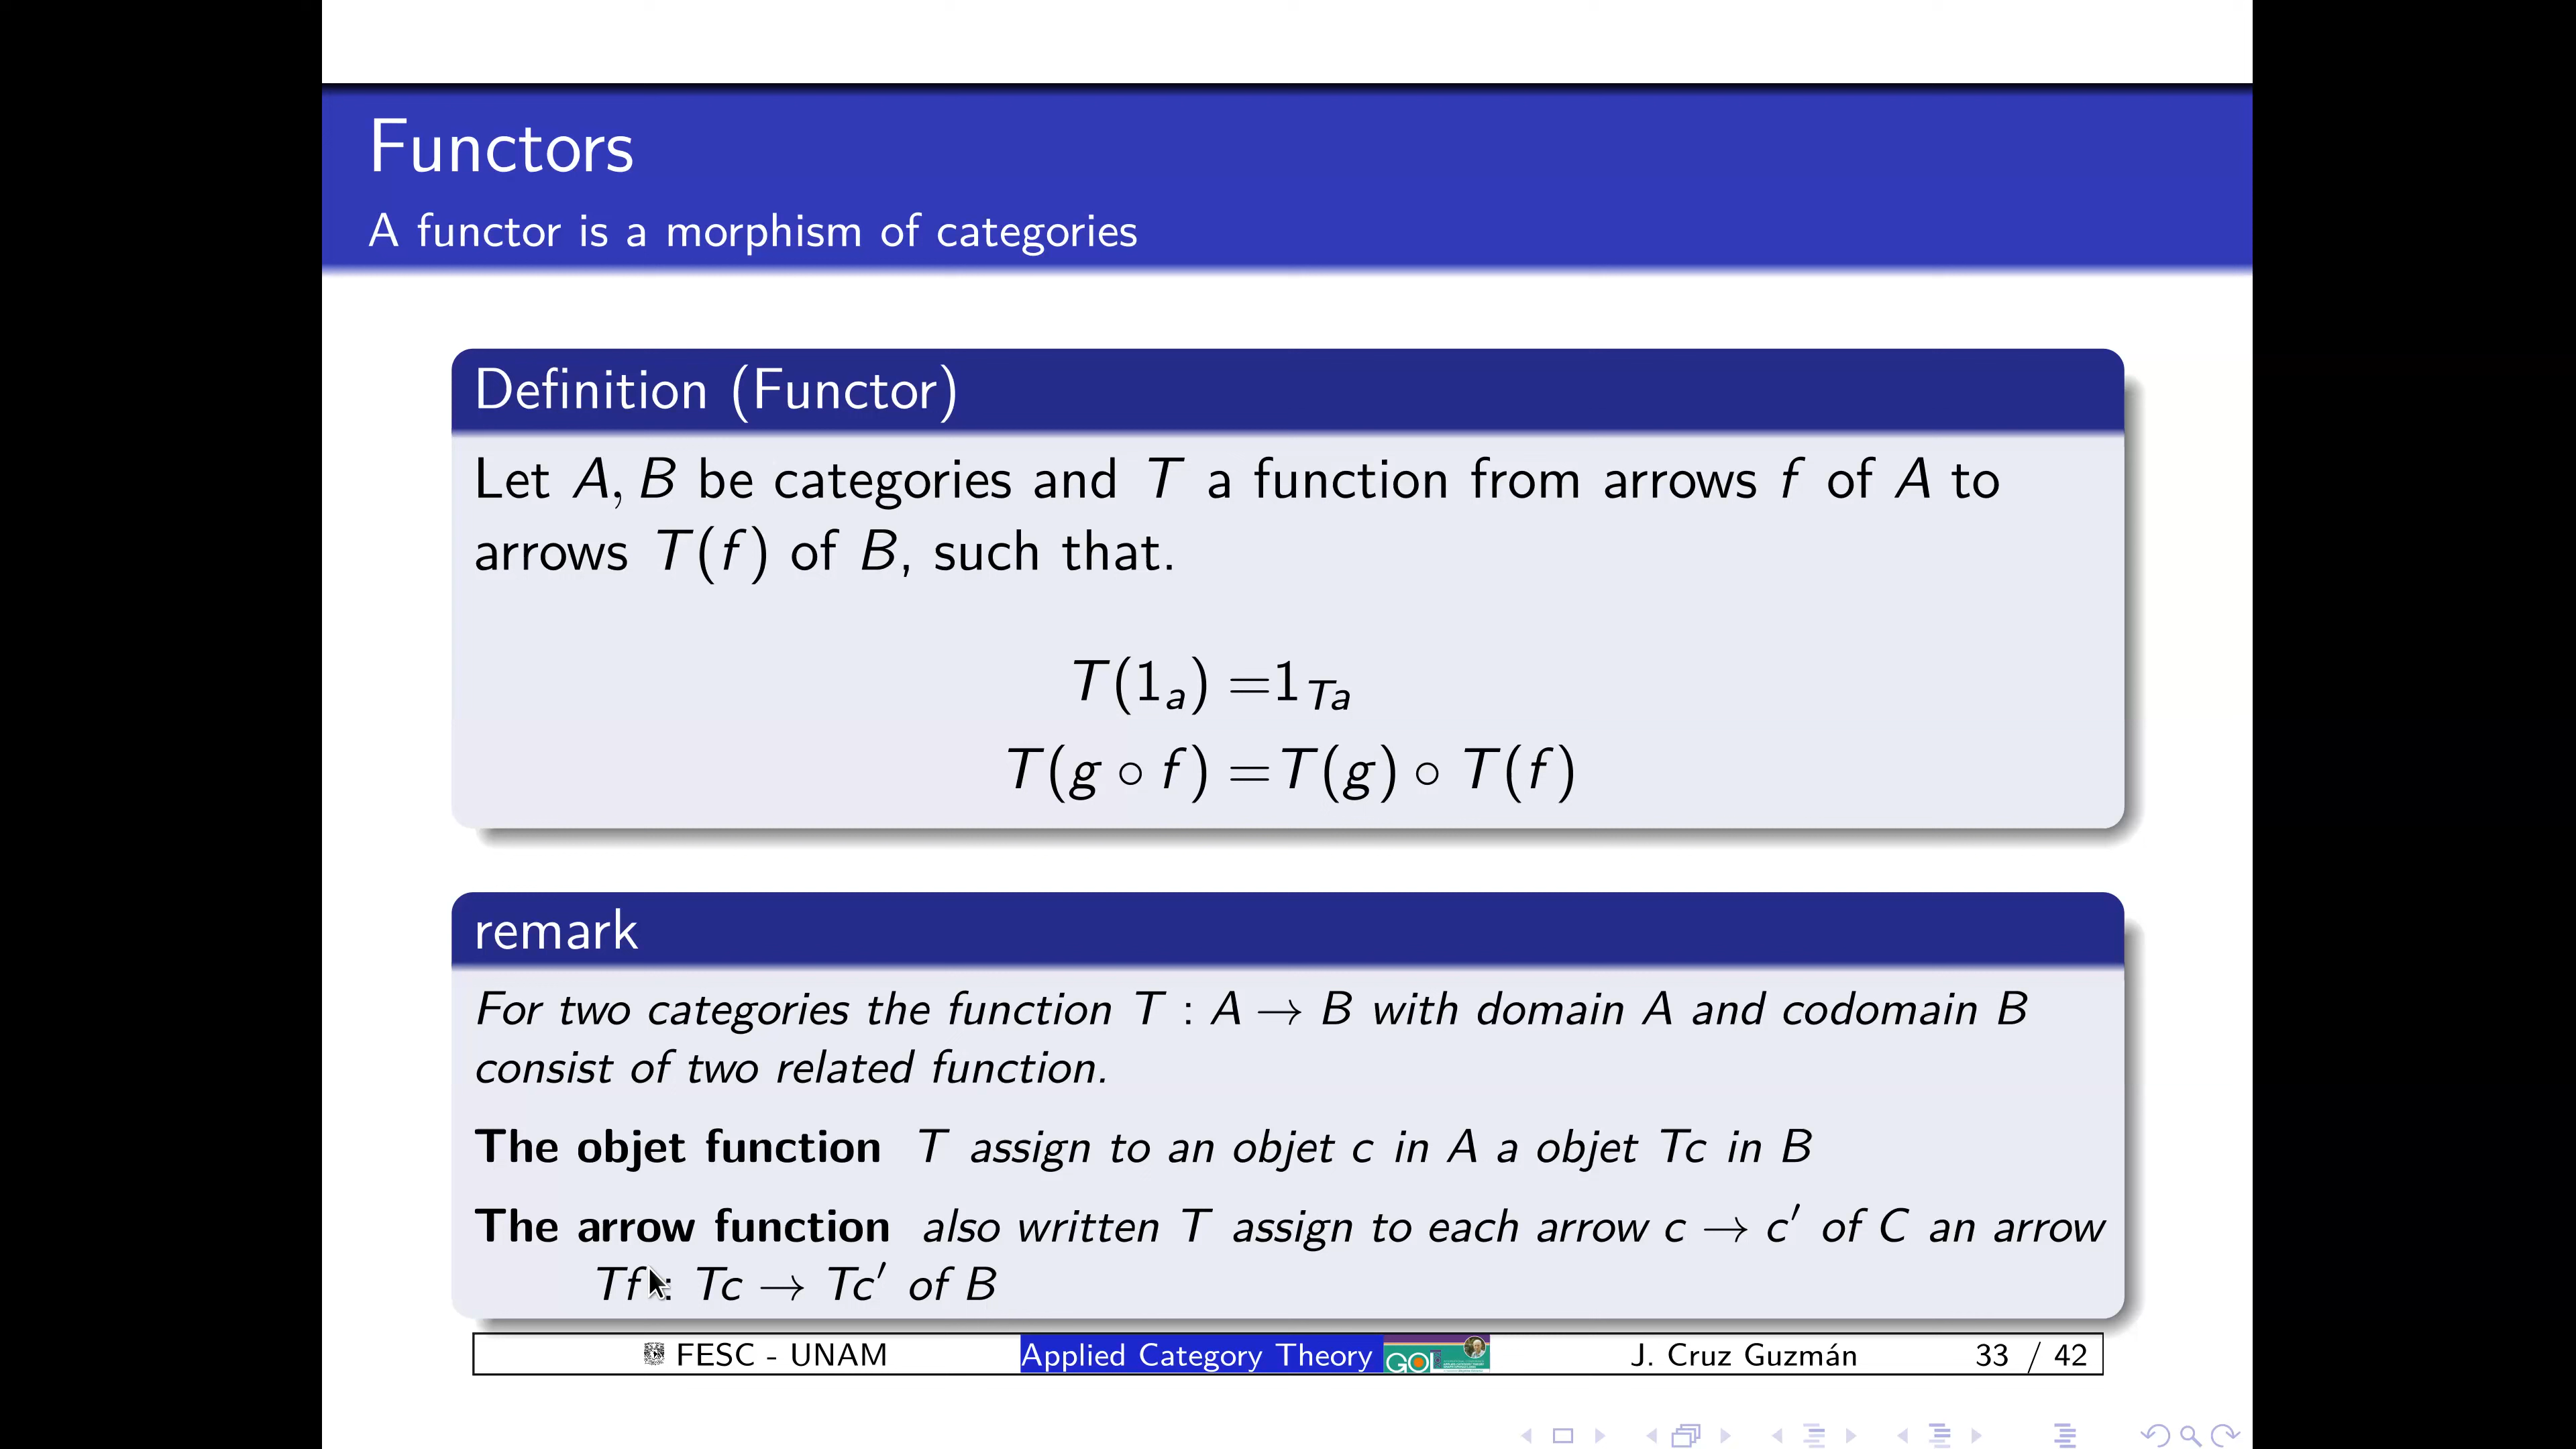 Functors
A functor is a morphism of categories
Definition (Functor)
Let A, B be categories and T a function from arrows f of A to
arrows T(f) of B, such that.
T(1ₐ) =1_{Ta}
T(g ∘ f) =T(g) ∘ T(f)
remark
For two categories the function T : A → B with domain A and codomain B
consist of two related function.
The objet function T assign to an objet c in A a objet Tc in B
The arrow function also written T assign to each arrow c → c′ of C an arrow
Tf : Tc → Tc′ of B
FESC - UNAM Applied Category Theory GOL J. Cruz Guzmán 33 / 42